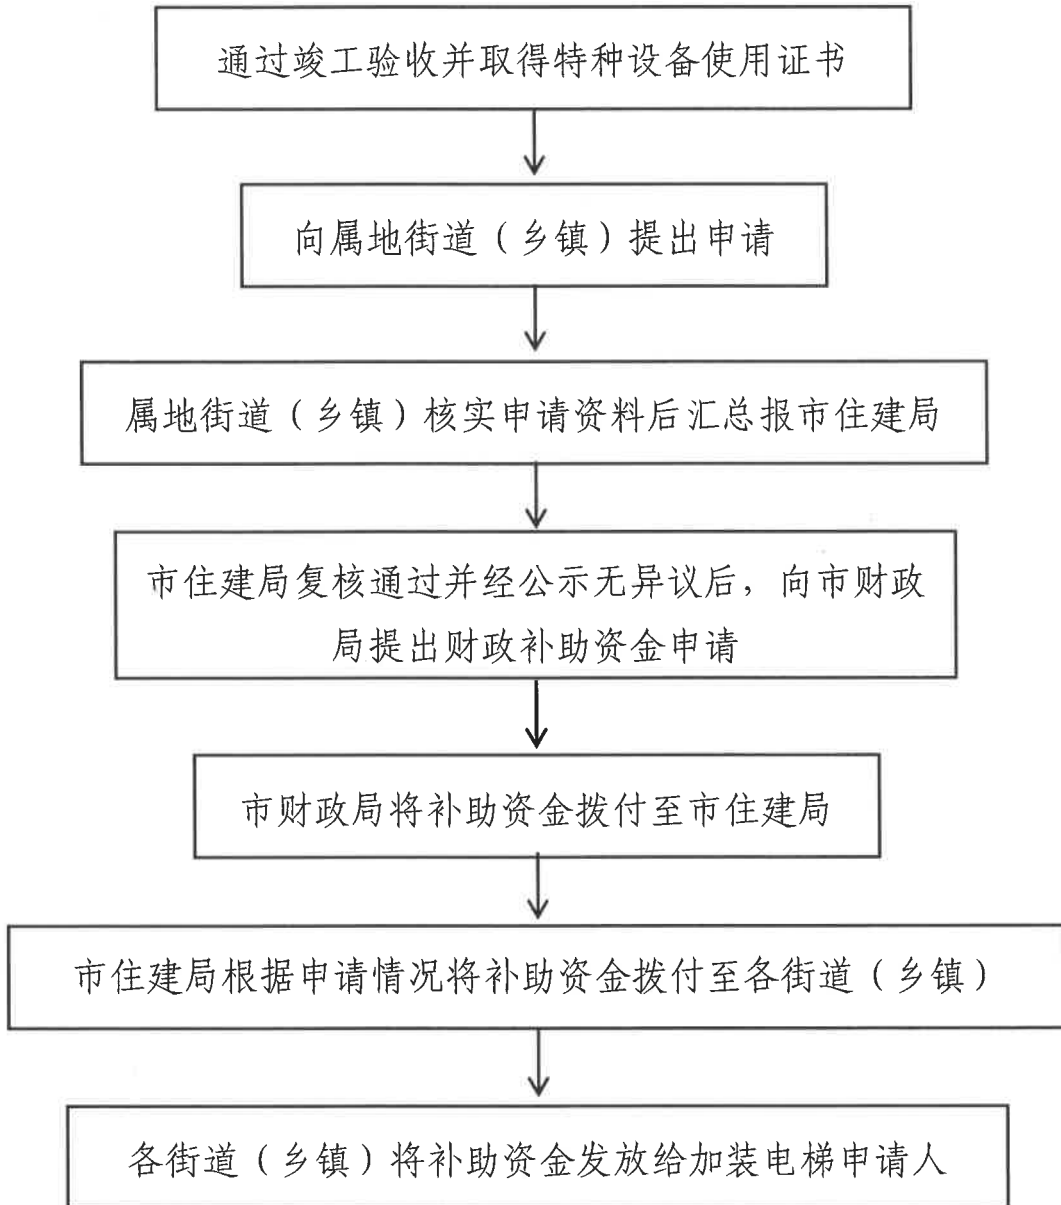 通过竣工验收并取得特种设备使用证书
向属地街道（乡镇）提出申请
属地街道（乡镇）核实申请资料后汇总报市住建局
市住建局复核通过并经公示无异议后，向市财政
局提出财政补助资金申请
市财政局将补助资金拨付至市住建局
市住建局根据申请情况将补助资金拨付至各街道（乡镇）
各街道（乡镇）将补助资金发放给加装电梯申请人